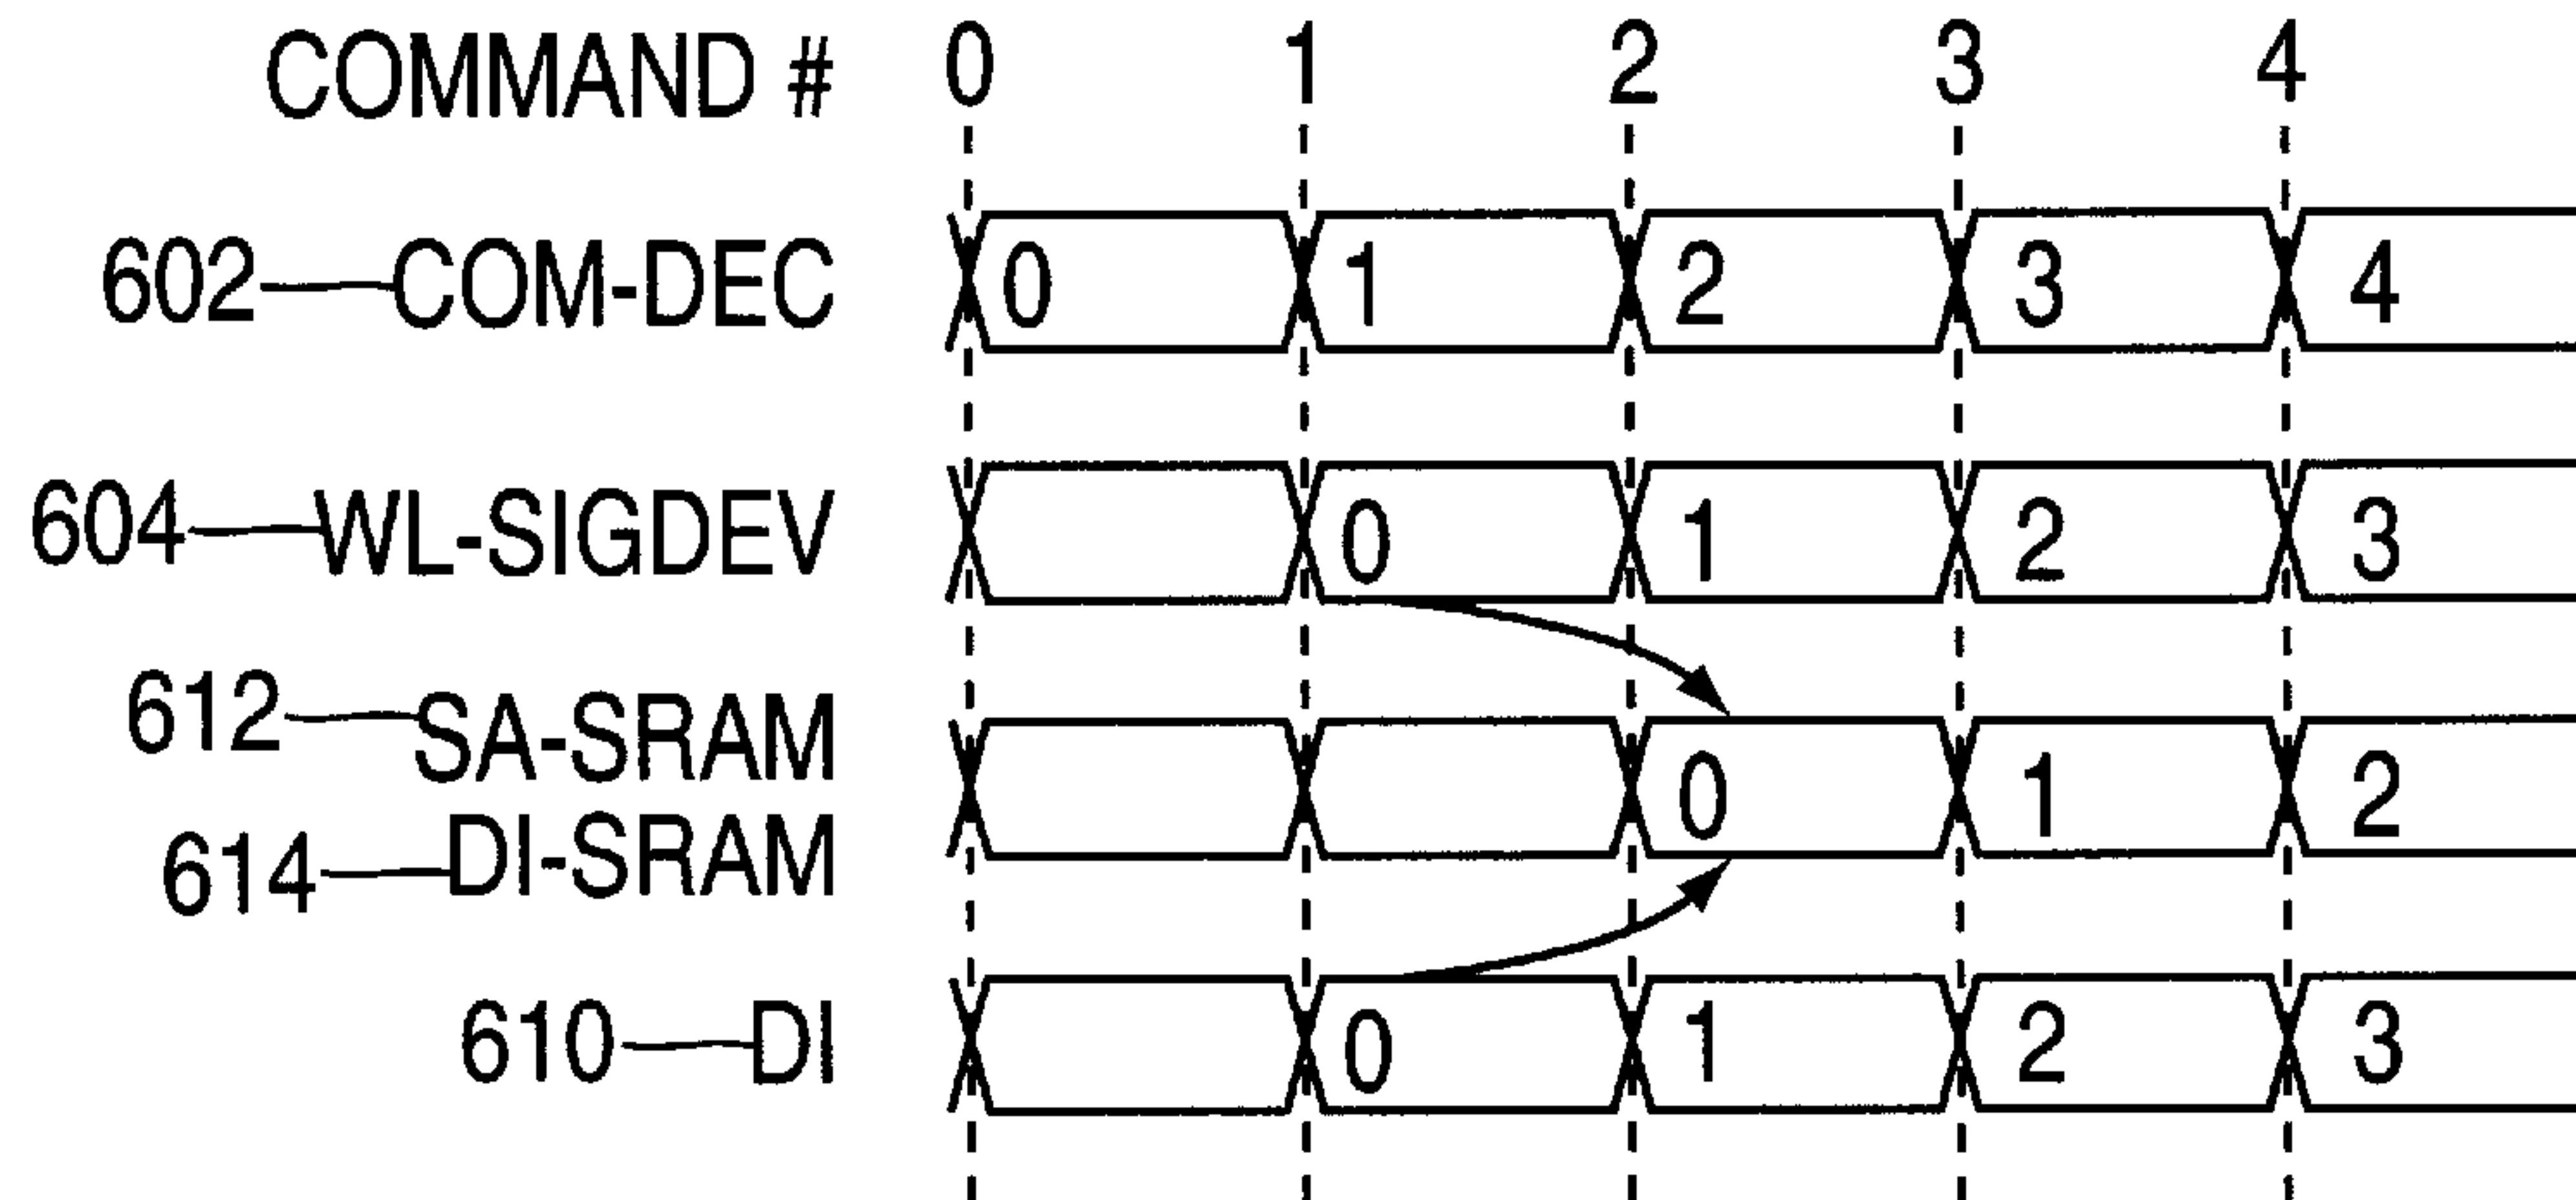 COMMAND # 0 1 2 3 4
602 COM-DEC 0 1 2 3 4
604 WL-SIGDEV 0 1 2 3
612 SA-SRAM 0 1 2
614 DI-SRAM
610 DI 0 1 2 3